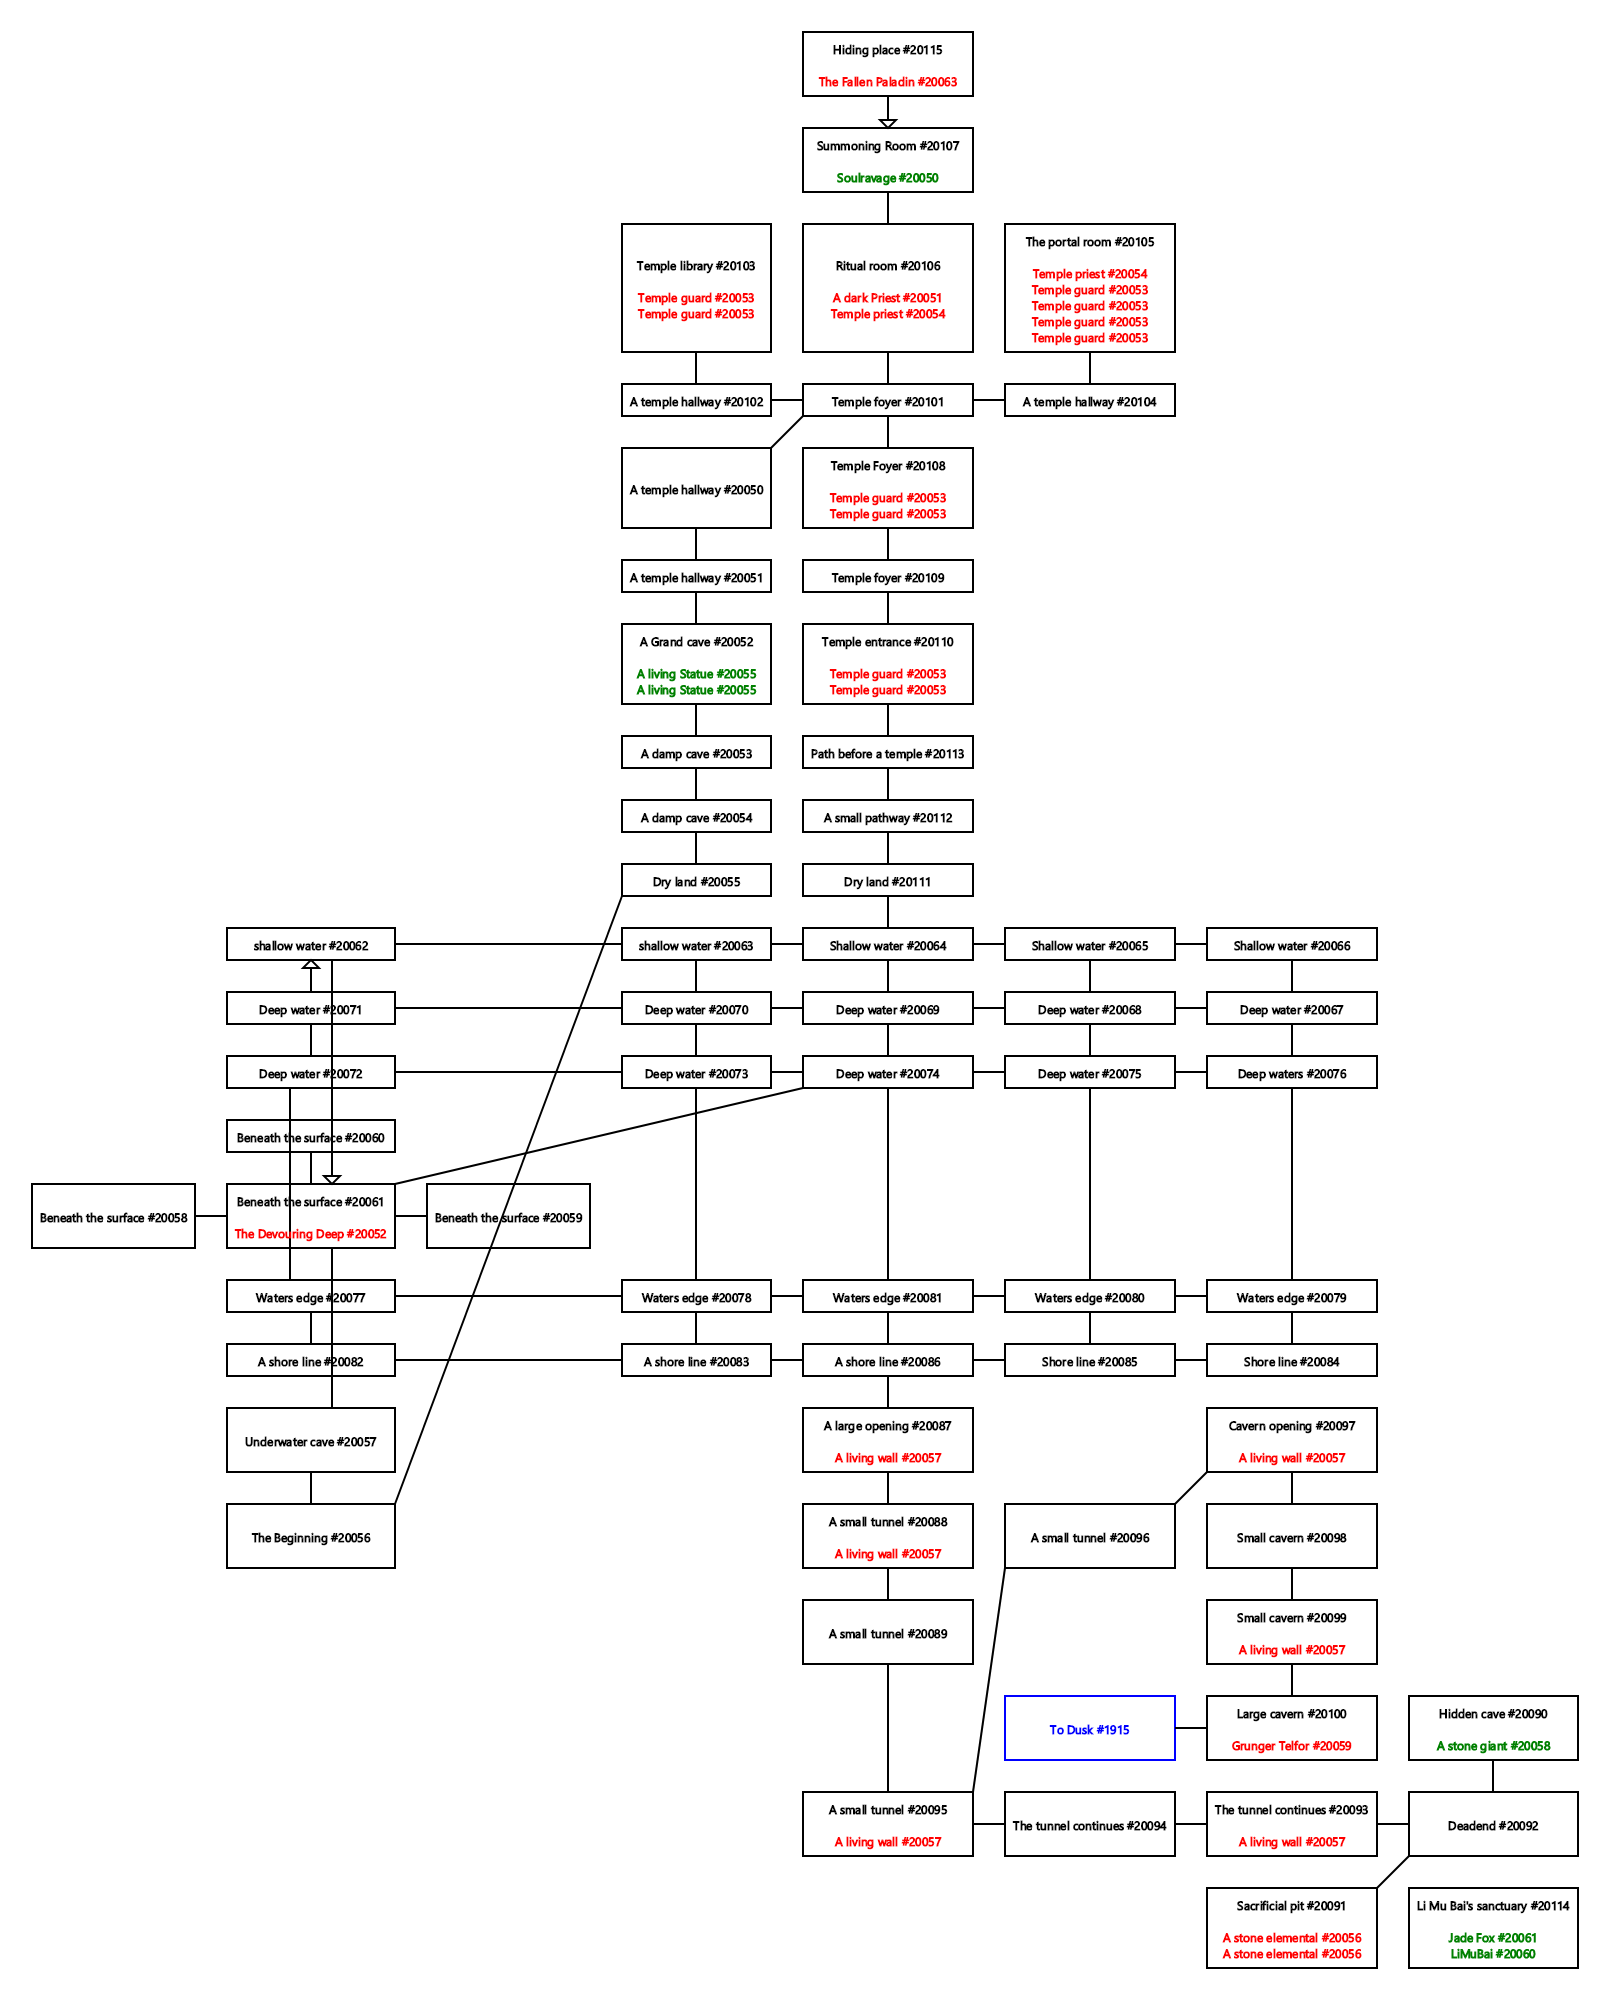 Hiding place #20115
The Fallen Paladin #20063
Summoning Room #20107
Soulravage #20050
Temple library #20103
Temple guard #20053
Temple guard #20053
Ritual room #20106
A dark Priest #20051
Temple priest #20054
The portal room #20105
Temple priest #20054
Temple guard #20053
Temple guard #20053
Temple guard #20053
Temple guard #20053
A temple hallway #20102
Temple foyer #20101
A temple hallway #20104
A temple hallway #20050
Temple Foyer #20108
Temple guard #20053
Temple guard #20053
A temple hallway #20051
Temple foyer #20109
A Grand cave #20052
A living Statue #20055
A living Statue #20055
Temple entrance #20110
Temple guard #20053
Temple guard #20053
A damp cave #20053
Path before a temple #20113
A damp cave #20054
A small pathway #20112
Dry land #20055
Dry land #20111
shallow water #20062
shallow water #20063
Shallow water #20064
Shallow water #20065
Shallow water #20066
Deep water #20071
Deep water #20070
Deep water #20069
Deep water #20068
Deep water #20067
Deep water #20072
Deep water #20073
Deep water #20074
Deep water #20075
Deep waters #20076
Beneath the surface #20060
Beneath the surface #20058
Beneath the surface #20061
The Devouring Deep #20052
Beneath the surface #20059
Waters edge #20077
Waters edge #20078
Waters edge #20081
Waters edge #20080
Waters edge #20079
A shore line #20082
A shore line #20083
A shore line #20086
Shore line #20085
Shore line #20084
Underwater cave #20057
A large opening #20087
A living wall #20057
Cavern opening #20097
A living wall #20057
The Beginning #20056
A small tunnel #20088
A living wall #20057
A small tunnel #20096
Small cavern #20098
A small tunnel #20089
Small cavern #20099
A living wall #20057
To Dusk #1915
Large cavern #20100
Grunger Telfor #20059
Hidden cave #20090
A stone giant #20058
A small tunnel #20095
A living wall #20057
The tunnel continues #20094
The tunnel continues #20093
A living wall #20057
Deadend #20092
Sacrificial pit #20091
A stone elemental #20056
A stone elemental #20056
Li Mu Bai's sanctuary #20114
Jade Fox #20061
LiMuBai #20060